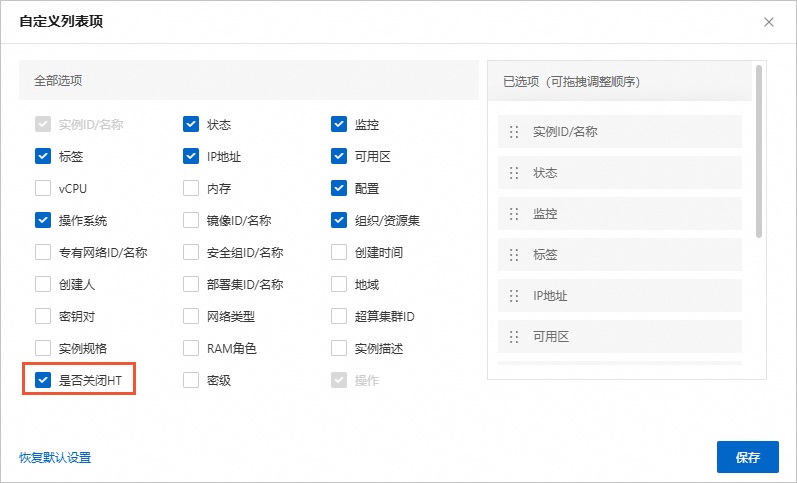 自定义列表项
全部选项
实例ID/名称
状态
监控
标签
IP地址
可用区
vCPU
内存
配置
操作系统
镜像ID/名称
组织/资源集
专有网络ID/名称
安全组ID/名称
创建时间
创建人
部署集ID/名称
地域
密钥对
网络类型
超算集群ID
实例规格
RAM角色
实例描述
是否关闭HT
密级
操作
已选项（可拖拽调整顺序）
实例ID/名称
状态
监控
标签
IP地址
可用区
恢复默认设置
保存